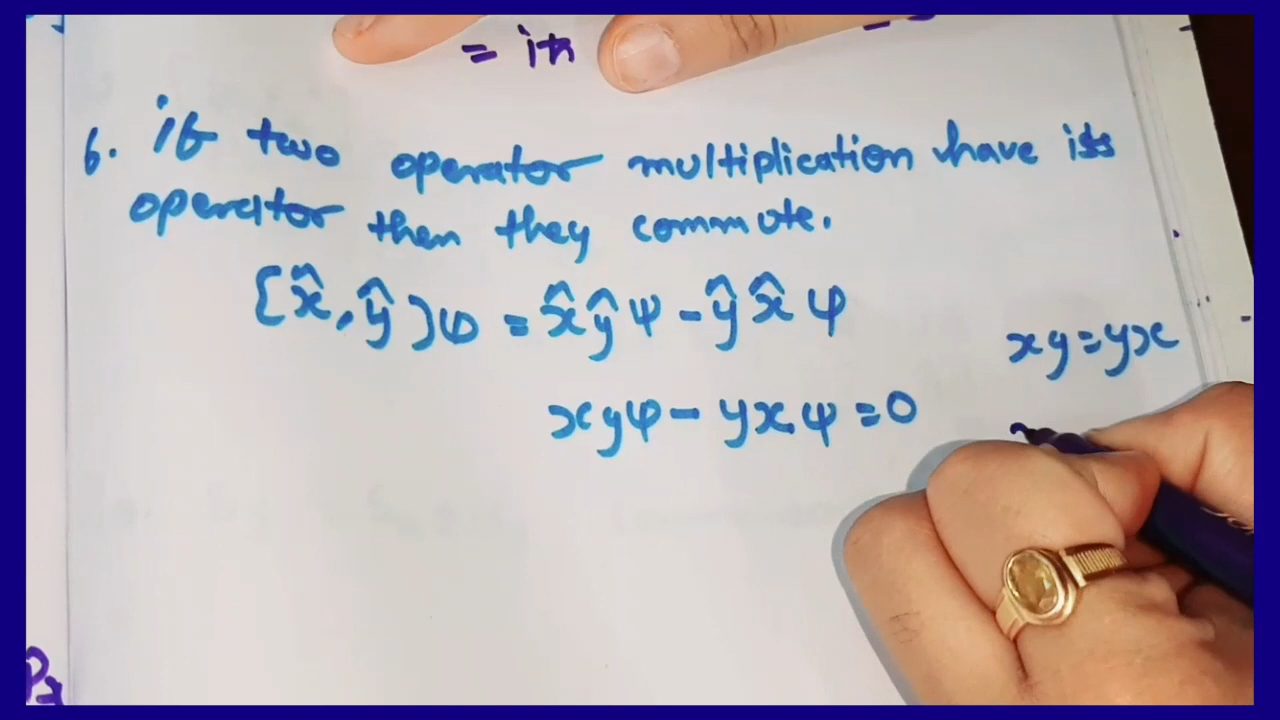 = iħ
6. if two operator multiplication have its
operator then they commute.
[x̂, ŷ]ψ = x̂ŷψ - ŷx̂ψ
xy = yx
xyψ - yxψ = 0